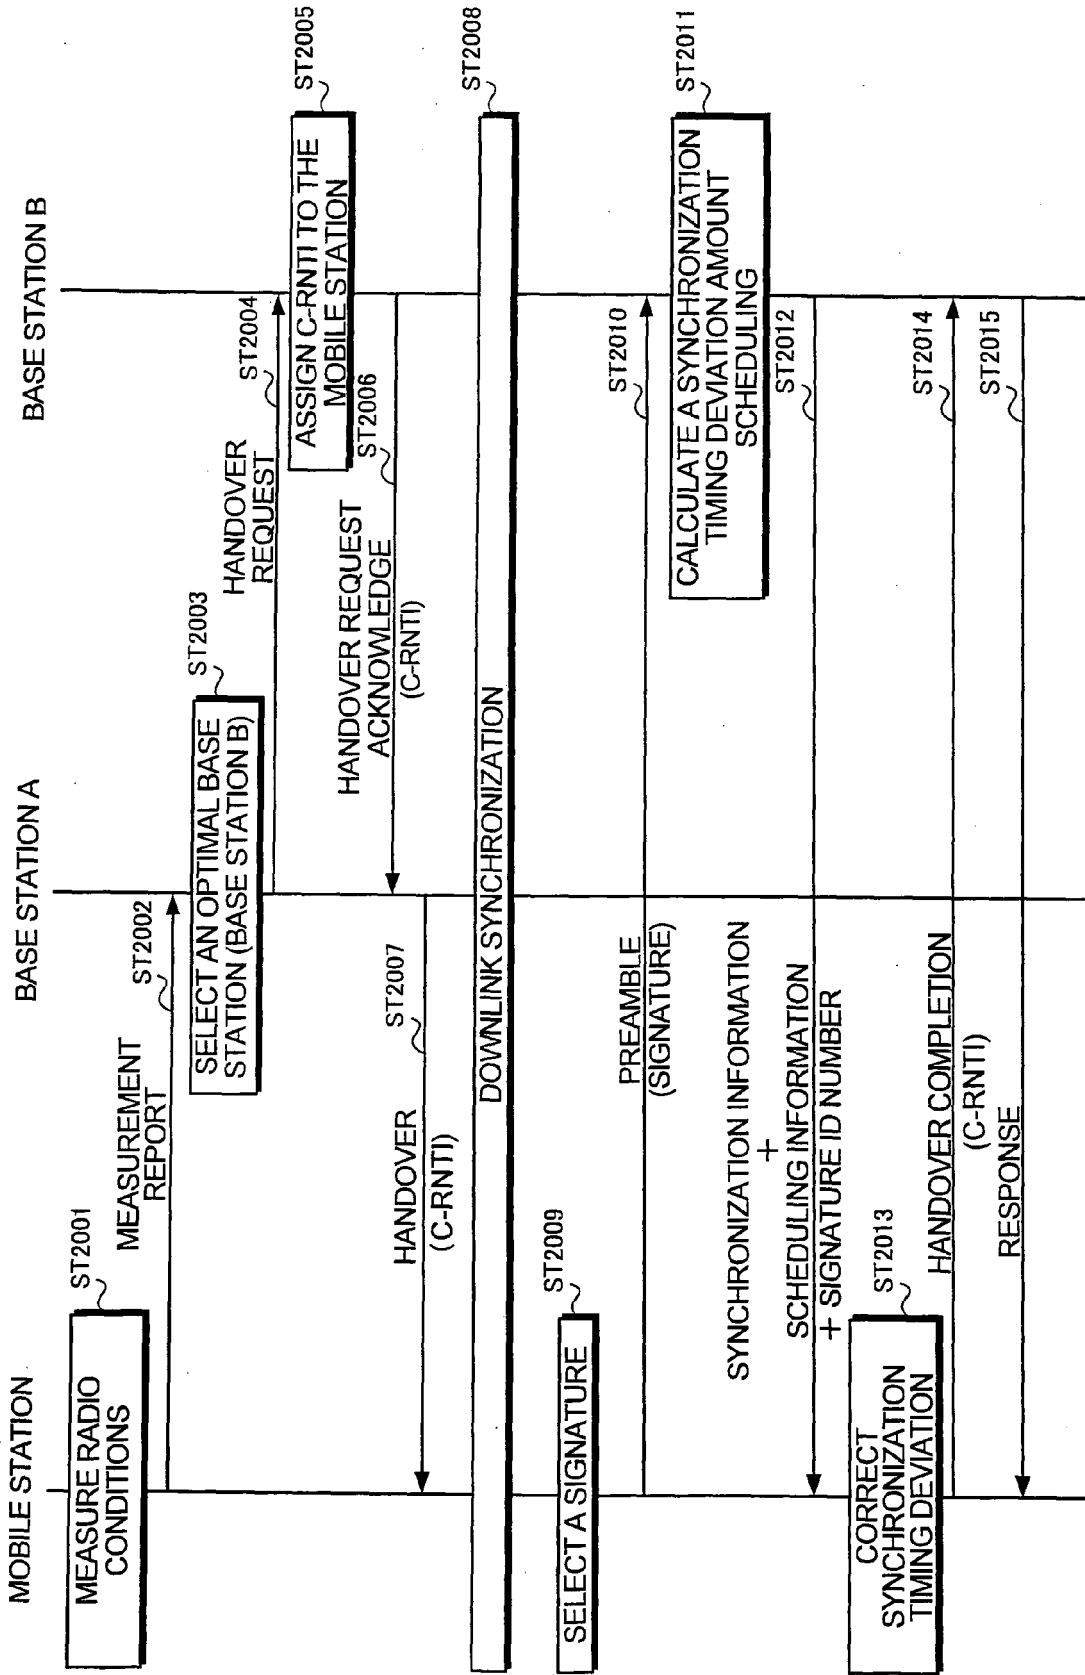 MOBILE STATION
BASE STATION A
BASE STATION B
ST2001
MEASURE RADIO
CONDITIONS
MEASUREMENT
REPORT
ST2002
ST2003
SELECT AN OPTIMAL BASE
STATION (BASE STATION B)
HANDOVER
REQUEST
ST2004
ST2005
ASSIGN C-RNTI TO THE
MOBILE STATION
ST2006
HANDOVER REQUEST
ACKNOWLEDGE
(C-RNTI)
ST2007
HANDOVER
(C-RNTI)
ST2008
DOWNLINK SYNCHRONIZATION
ST2009
SELECT A SIGNATURE
PREAMBLE
(SIGNATURE)
ST2010
ST2011
CALCULATE A SYNCHRONIZATION
TIMING DEVIATION AMOUNT
SCHEDULING
ST2012
SYNCHRONIZATION INFORMATION
+
SCHEDULING INFORMATION
+ SIGNATURE ID NUMBER
ST2013
CORRECT
SYNCHRONIZATION
TIMING DEVIATION
HANDOVER COMPLETION
(C-RNTI)
ST2014
RESPONSE
ST2015